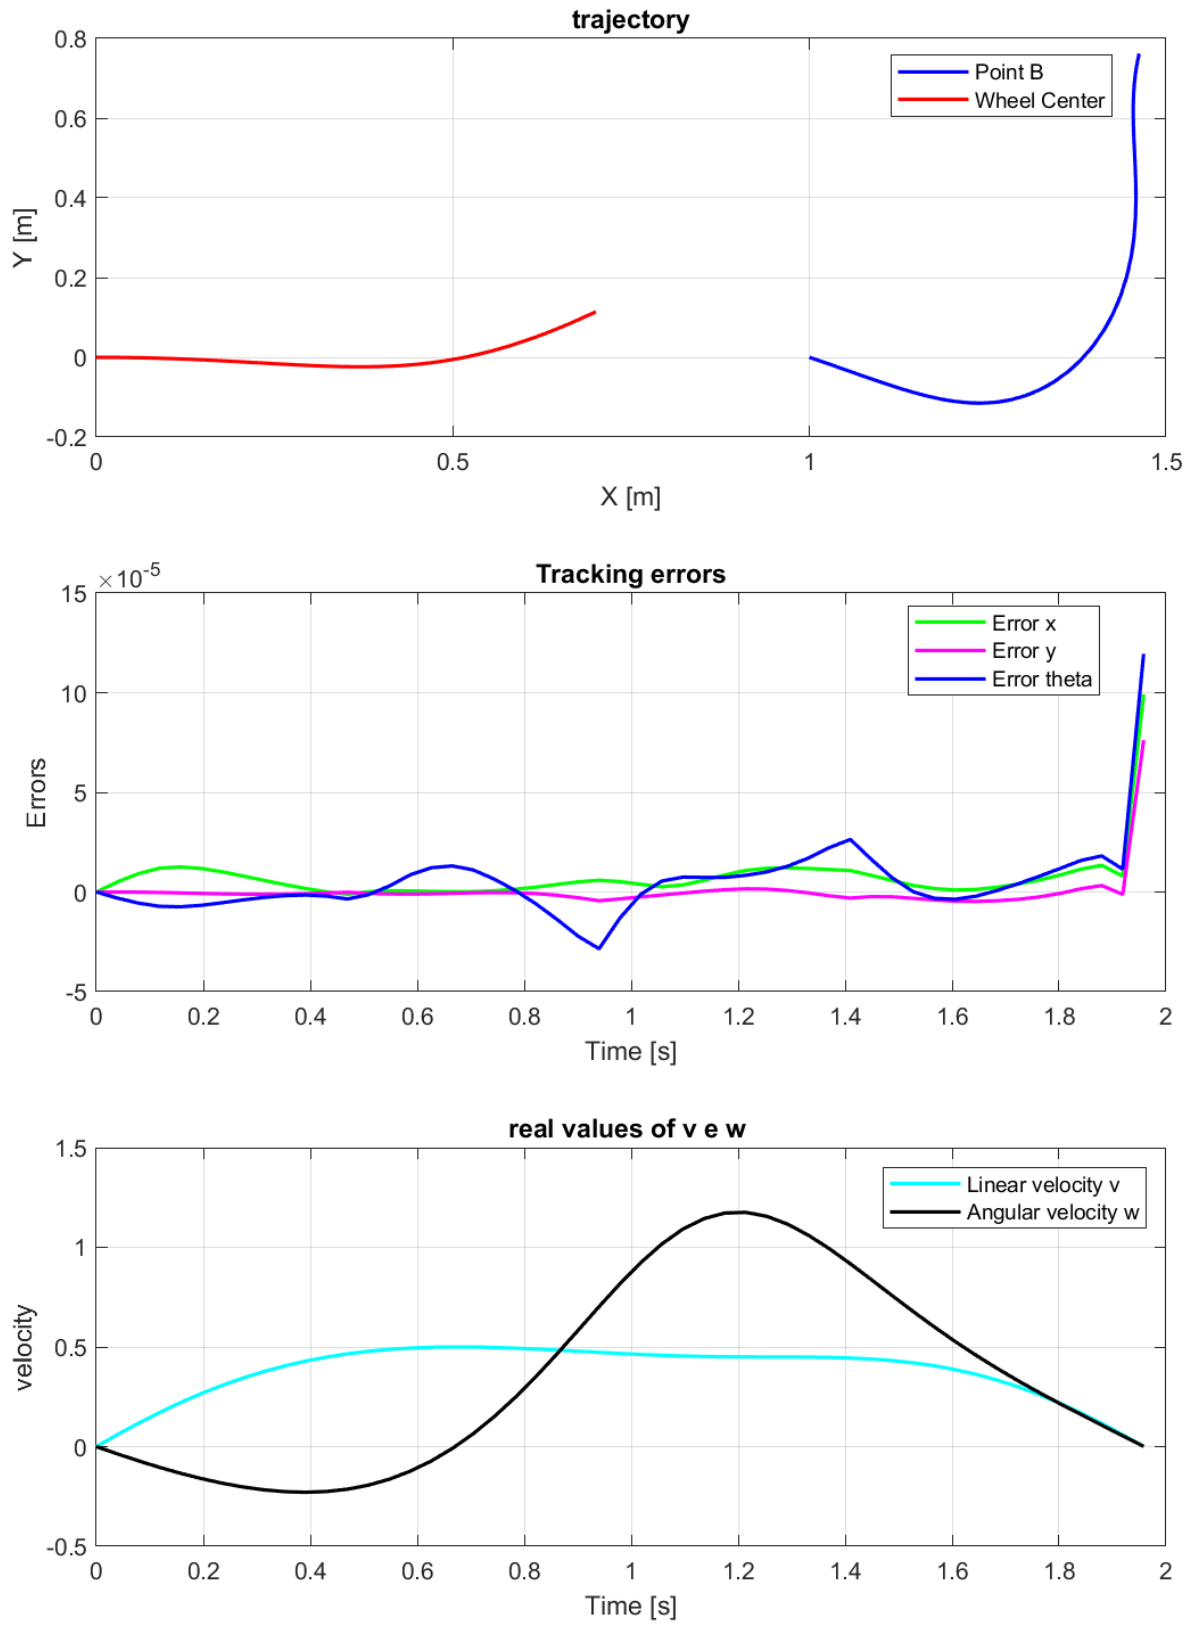 trajectory
0.8
0.6
0.4
0.2
0
-0.2
Y [m]
Point B
Wheel Center
0 0.5 1 1.5
X [m]
Tracking errors
×10-5
15
10
5
0
-5
Errors
Error x
Error y
Error theta
0 0.2 0.4 0.6 0.8 1 1.2 1.4 1.6 1.8 2
Time [s]
real values of v e w
1.5
1
0.5
0
-0.5
velocity
Linear velocity v
Angular velocity w
0 0.2 0.4 0.6 0.8 1 1.2 1.4 1.6 1.8 2
Time [s]